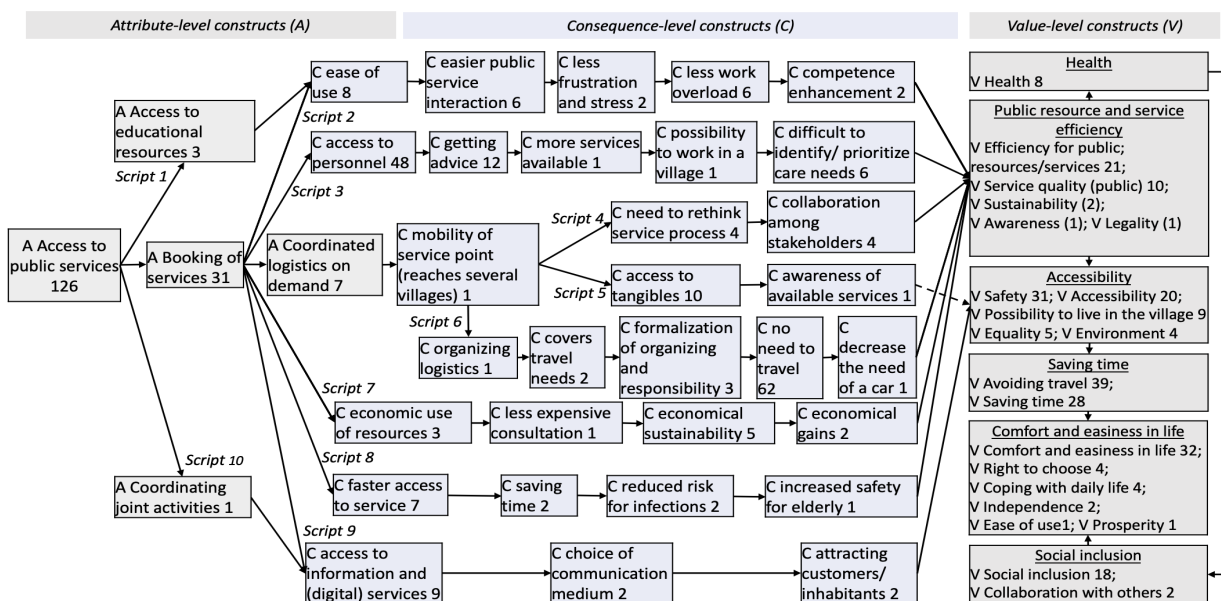 Attribute-level constructs (A)
Consequence-level constructs (C)
Value-level constructs (V)
A Access to
public services
126
Script 1
A Access to
educational
resources 3
A Booking of
services 31
Script 10
A Coordinating
joint activities 1
Script 2
C ease of
use 8
C easier public
service
interaction 6
C less
frustration
and stress 2
C less work
overload 6
C competence
enhancement 2
Script 3
C access to
personnel 48
C getting
advice 12
C more services
available 1
C possibility
to work in a
village 1
C difficult to
identify/ prioritize
care needs 6
A Coordinated
logistics on
demand 7
C mobility of
service point
(reaches several
villages) 1
Script 4
C need to rethink
service process 4
C collaboration
among
stakeholders 4
Script 5
C access to
tangibles 10
C awareness of
available services 1
Script 6
C organizing
logistics 1
C covers
travel
needs 2
C formalization
of organizing
and
responsibility 3
C no
need to
travel
62
C
decrease
the need
of a car 1
Script 7
C economic use
of resources 3
C less expensive
consultation 1
C economical
sustainability 5
C economical
gains 2
Script 8
C faster access
to service 7
C saving
time 2
C reduced risk
for infections 2
C increased safety
for elderly 1
Script 9
C access to
information and
(digital) services 9
C choice of
communication
medium 2
C attracting
customers/
inhabitants 2
Health
V Health 8
Public resource and service
efficiency
V Efficiency for public;
resources/services 21;
V Service quality (public) 10;
V Sustainability (2);
V Awareness (1); V Legality (1)
Accessibility
V Safety 31; V Accessibility 20;
V Possibility to live in the village 9
V Equality 5; V Environment 4
Saving time
V Avoiding travel 39;
V Saving time 28
Comfort and easiness in life
V Comfort and easiness in life 32;
V Right to choose 4;
V Coping with daily life 4;
V Independence 2;
V Ease of use1; V Prosperity 1
Social inclusion
V Social inclusion 18;
V Collaboration with others 2